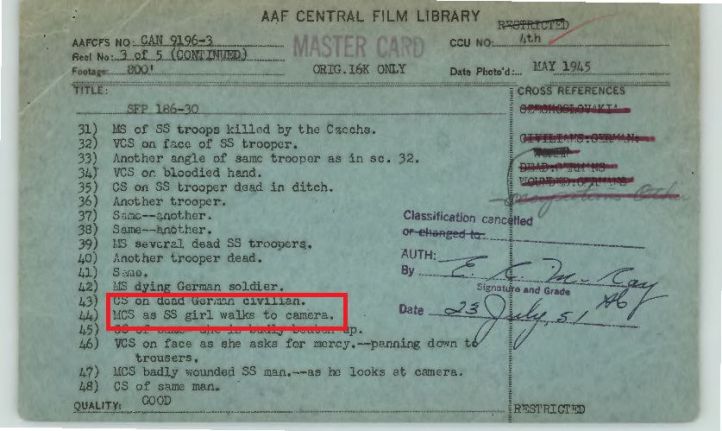 AAF CENTRAL FILM LIBRARY
RESTRICTED
AAFCFS NO: CAN 9196-3
MASTER CARD
CCU NO: 4th
Reel No: 3 of 5 (CONTINUED)
Footage: 800'
ORIG.16K ONLY
Date Photo'd: MAY 1945
TITLE:
CROSS REFERENCES
SFP 186-30
CZECHOSLOVAKIA
31) MS of SS troops killed by the Czechs.
32) VCS on face of SS trooper.
CIVILIANS:GERMAN:
33) Another angle of same trooper as in sc. 32.
34) VCS on bloodied hand.
DEAD:GERMANS
35) CS on SS trooper dead in ditch.
WOUNDED:GERMANS
36) Another trooper.
37) Same--another.
38) Same--another.
Classification cancelled
or changed to
39) MS several dead SS troopers.
40) Another trooper dead.
AUTH:
41) Same.
By E. C. McKay
42) MS dying German soldier.
Signature and Grade
43) CS on dead German civilian.
44) MCS as SS girl walks to camera.
Date 23 July, 51
45) CS of same--she is badly beaten up.
46) VCS on face as she asks for mercy.--panning down to
trousers.
47) MCS badly wounded SS man.--as he looks at camera.
48) CS of same man.
QUALITY: GOOD
RESTRICTED